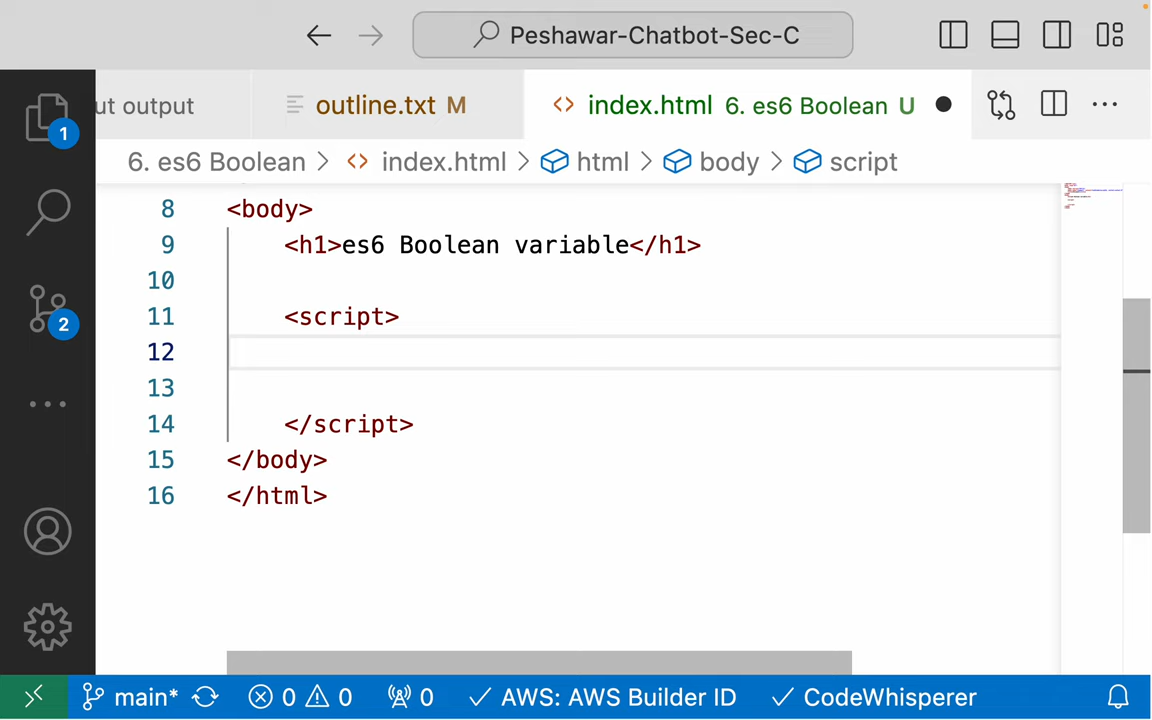 Peshawar-Chatbot-Sec-C
ut output
outline.txt M
index.html 6. es6 Boolean U
6. es6 Boolean > index.html > html > body > script
8 <body>
9 <h1>es6 Boolean variable</h1>
10
11 <script>
12
13
14 </script>
15 </body>
16 </html>
1
2
main* 0 0 0 AWS: AWS Builder ID CodeWhisperer